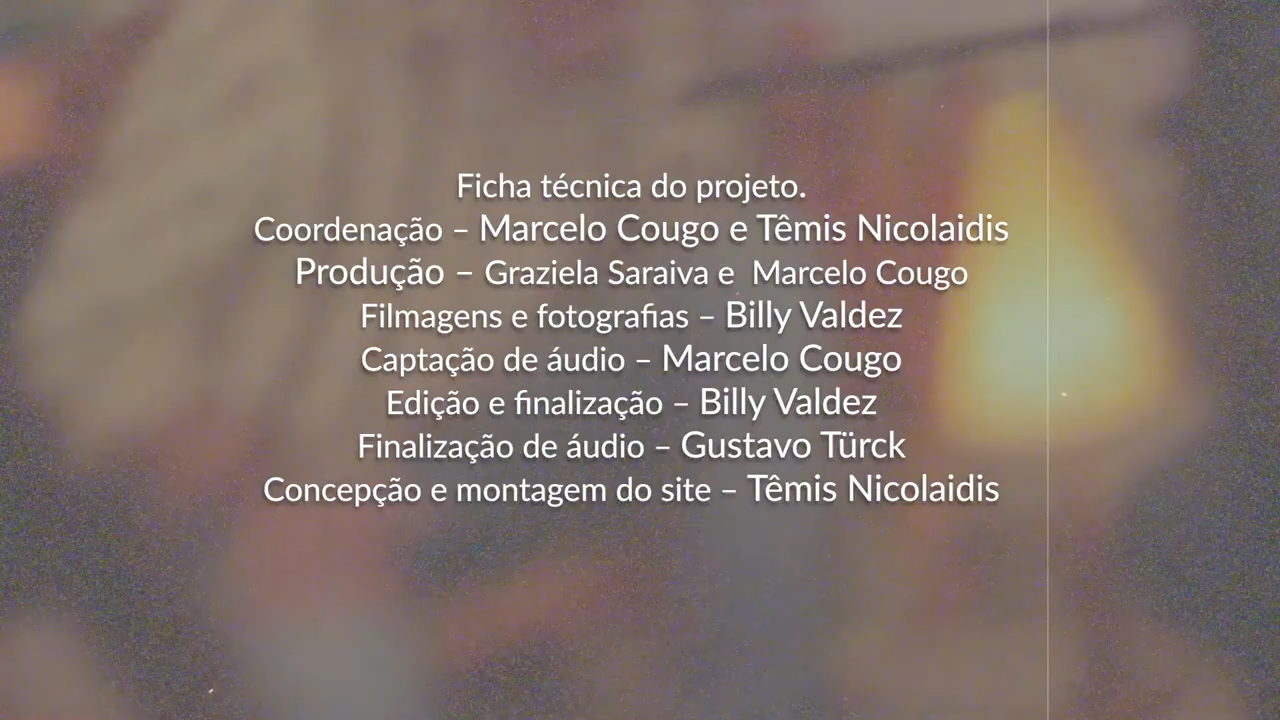 Ficha técnica do projeto.
Coordenação – Marcelo Cougo e Têmis Nicolaidis
Produção – Graziela Saraiva e Marcelo Cougo
Filmagens e fotografias – Billy Valdez
Captação de áudio – Marcelo Cougo
Edição e finalização – Billy Valdez
Finalização de áudio – Gustavo Türck
Concepção e montagem do site – Têmis Nicolaidis